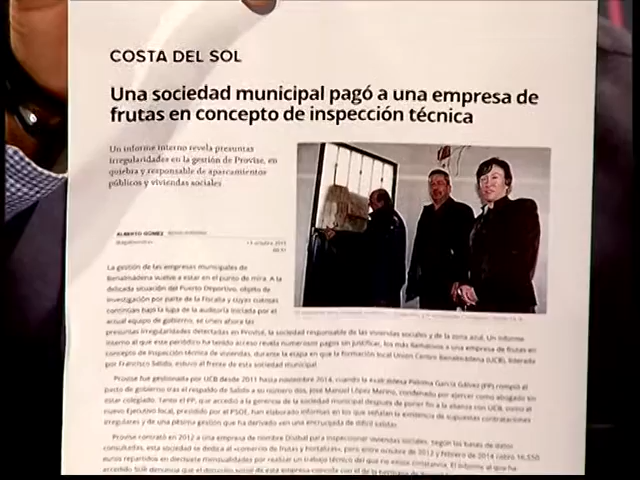 COSTA DEL SOL
Una sociedad municipal pagó a una empresa de
frutas en concepto de inspección técnica
Un informe interno revela presuntas
irregularidades en la gestión de Provise, en
quiebra y responsable de aparcamientos
públicos y viviendas sociales
ALBERTO GÓMEZ
La gestión de las empresas municipales de
Benalmádena vuelve a estar en el punto de mira. A la
delicada situación del Puerto Deportivo, objeto de
investigación por parte de la Fiscalía y cuyas cuentas
continúan bajo la lupa de la auditoría iniciada por el
actual equipo de gobierno, se unen ahora las
presuntas irregularidades detectadas en Provise, la sociedad responsable de las viviendas sociales y de la zona azul. Un informe
interno al que este periódico ha tenido acceso revela numerosos pagos sin justificar, los más llamativos a una empresa de frutas en
concepto de inspección técnica de viviendas, durante la etapa en que la formación local Unión Centro Benalmádena (UCB), liderada
por Francisco Salido, estuvo al frente de esta sociedad municipal.
Provise fue gestionada por UCB desde 2011 hasta noviembre 2014, cuando la exalcaldesa Paloma García Gálvez (PP) rompió el
pacto de gobierno tras el respaldo de Salido a su número dos, José Manuel López Marino, condenado por ejercer como abogado sin
estar colegiado. Tanto el PP, que accedió a la gerencia de la sociedad municipal después de poner fin a la alianza con UCB, como el
nuevo Ejecutivo local, presidido por el PSOE, han elaborado informes en los que señalan la existencia de supuestas contrataciones
irregulares y de una pésima gestión que ha derivado en una encrucijada de difícil salida.
Provise contrató en 2012 a una empresa de nombre Disibal para inspeccionar viviendas sociales. Según las bases de datos
consultadas, esta sociedad se dedica al «comercio de frutas y hortalizas», pero entre octubre de 2012 y febrero de 2014 cobró 16.550
euros repartidos en diecisiete mensualidades por realizar un trabajo técnico del que no existe constancia. El informe al que ha